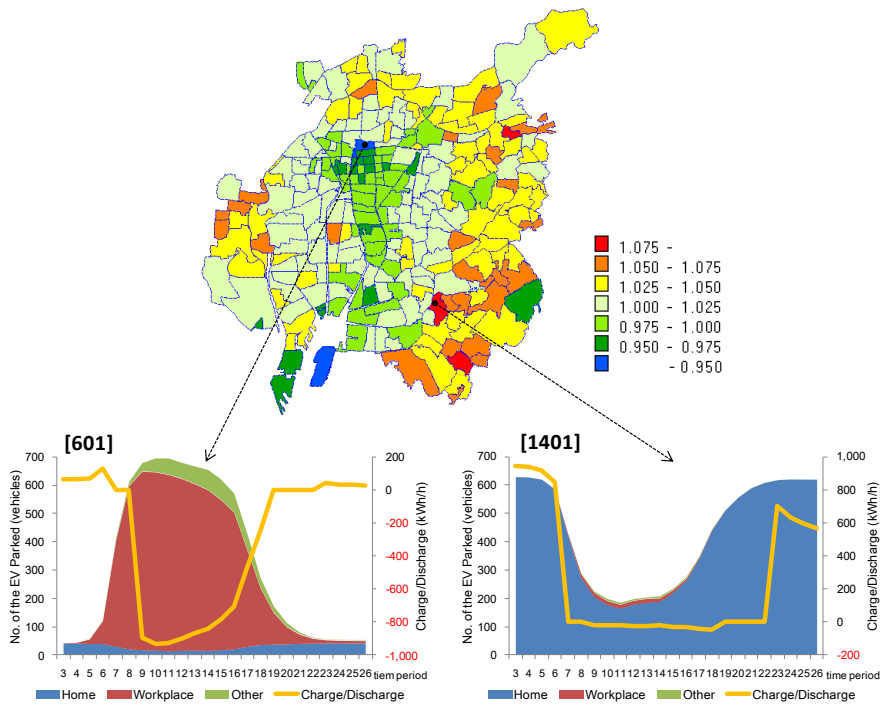 1.075 -
1.050 - 1.075
1.025 - 1.050
1.000 - 1.025
0.975 - 1.000
0.950 - 0.975
- 0.950
[601]
No. of the EV Parked (vehicles)
700
600
500
400
300
200
100
0
200
0
-200
-400
-600
-800
-1,000
Charge/Discharge (kWh/h)
3 4 5 6 7 8 9 10 11 12 13 14 15 16 17 18 19 20 21 22 23 24 25 26 tiem period
Home Workplace Other Charge/Discharge
[1401]
No. of the EV Parked (vehicles)
700
600
500
400
300
200
100
0
1,000
800
600
400
200
0
-200
Charge/Discharge (kWh/h)
3 4 5 6 7 8 9 10 11 12 13 14 15 16 17 18 19 20 21 22 23 24 25 26 time period
Home Workplace Other Charge/Discharge